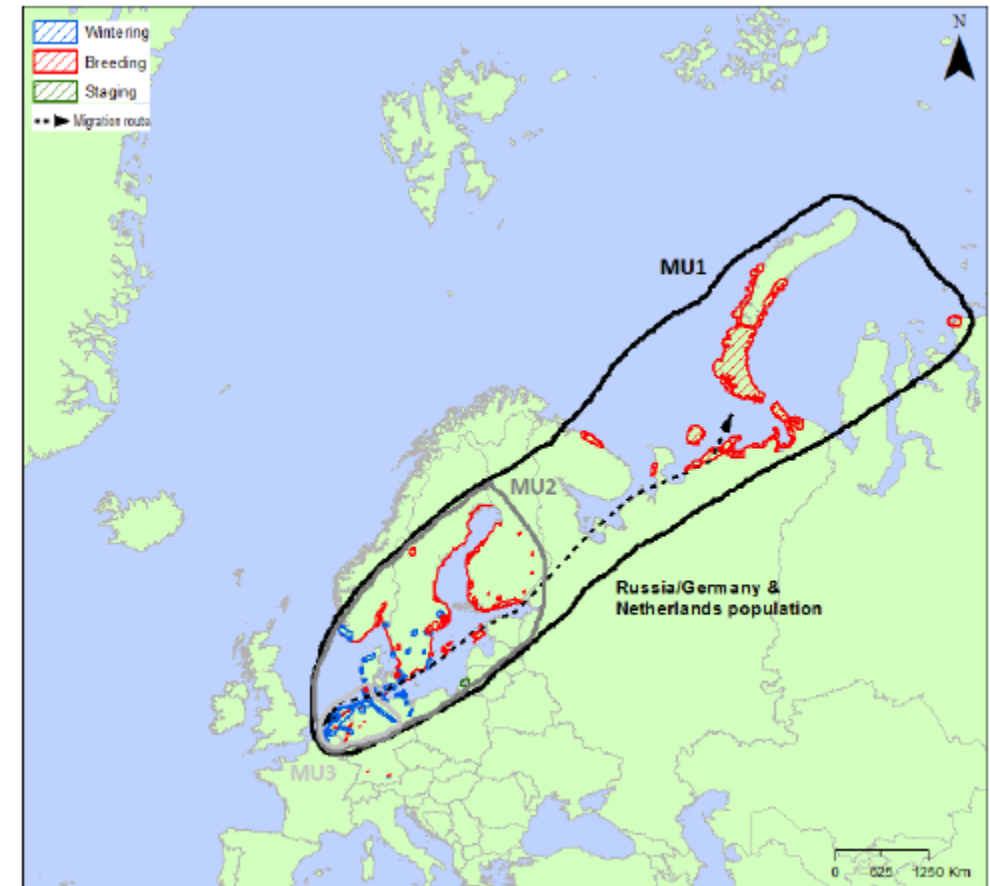 Wintering
Breeding
Staging
Migration route
N
MU1
MU2
Russia/Germany &
Netherlands population
MU3
0 625 1250 Km